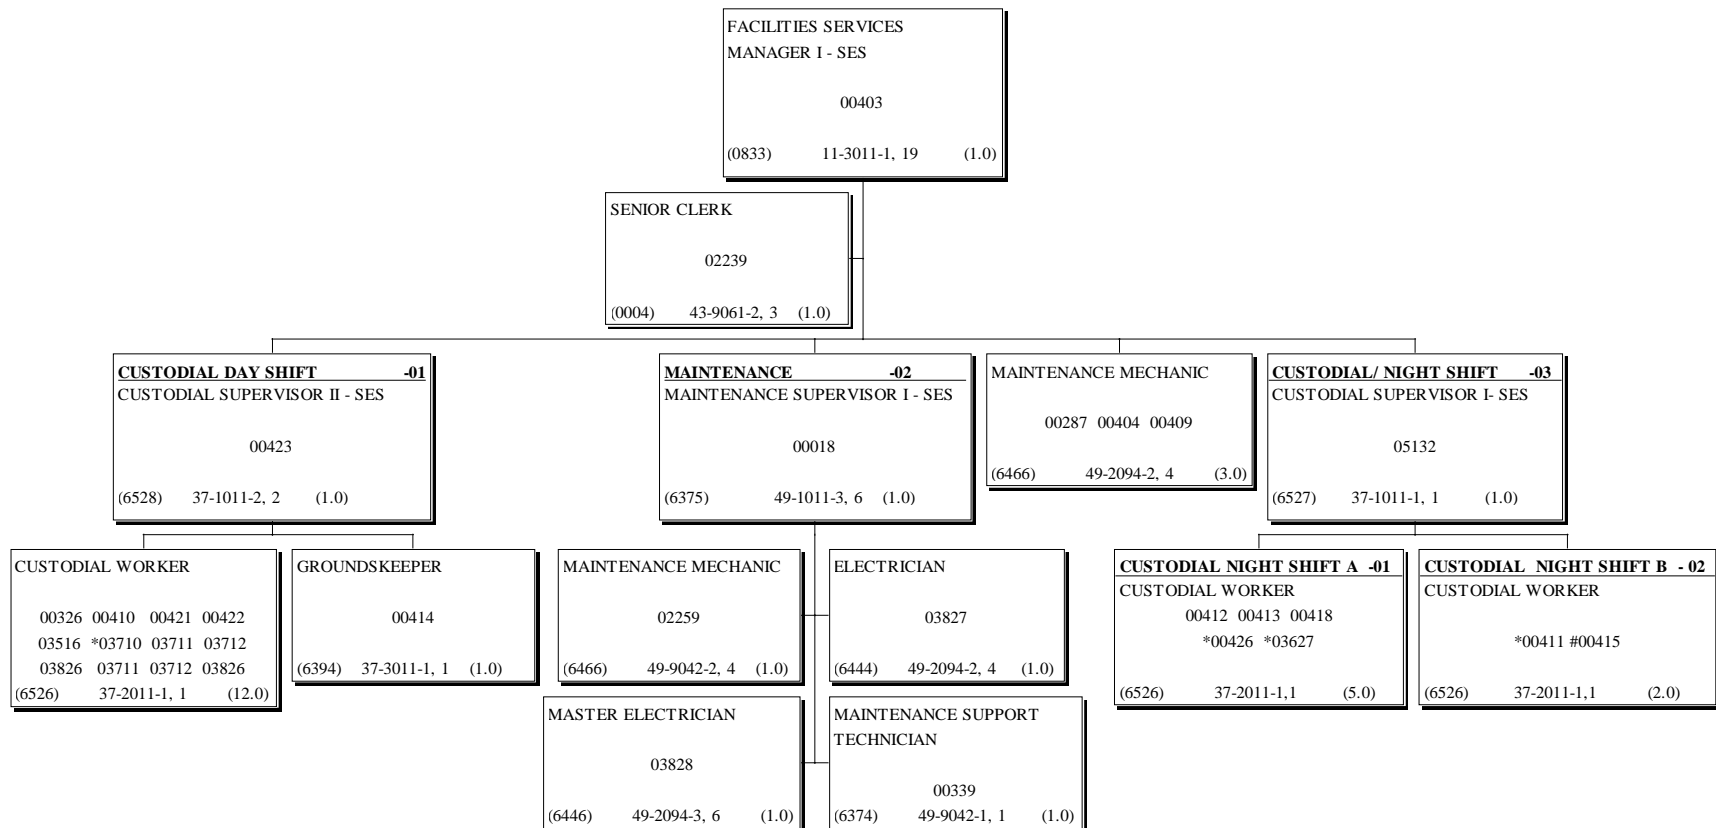 FACILITIES SERVICES
MANAGER I - SES
00403
(0833) 11-3011-1, 19 (1.0)
SENIOR CLERK
02239
(0004) 43-9061-2, 3 (1.0)
CUSTODIAL DAY SHIFT -01
CUSTODIAL SUPERVISOR II - SES
00423
(6528) 37-1011-2, 2 (1.0)
MAINTENANCE -02
MAINTENANCE SUPERVISOR I - SES
00018
(6375) 49-1011-3, 6 (1.0)
MAINTENANCE MECHANIC
00287 00404 00409
(6466) 49-2094-2, 4 (3.0)
CUSTODIAL/ NIGHT SHIFT -03
CUSTODIAL SUPERVISOR I- SES
05132
(6527) 37-1011-1, 1 (1.0)
CUSTODIAL WORKER
00326 00410 00421 00422
03516 *03710 03711 03712
03826 03711 03712 03826
(6526) 37-2011-1, 1 (12.0)
GROUNDSKEEPER
00414
(6394) 37-3011-1, 1 (1.0)
MAINTENANCE MECHANIC
02259
(6466) 49-9042-2, 4 (1.0)
ELECTRICIAN
03827
(6444) 49-2094-2, 4 (1.0)
CUSTODIAL NIGHT SHIFT A -01
CUSTODIAL WORKER
00412 00413 00418
*00426 *03627
(6526) 37-2011-1,1 (5.0)
CUSTODIAL NIGHT SHIFT B - 02
CUSTODIAL WORKER
*00411 #00415
(6526) 37-2011-1,1 (2.0)
MASTER ELECTRICIAN
03828
(6446) 49-2094-3, 6 (1.0)
MAINTENANCE SUPPORT
TECHNICIAN
00339
(6374) 49-9042-1, 1 (1.0)